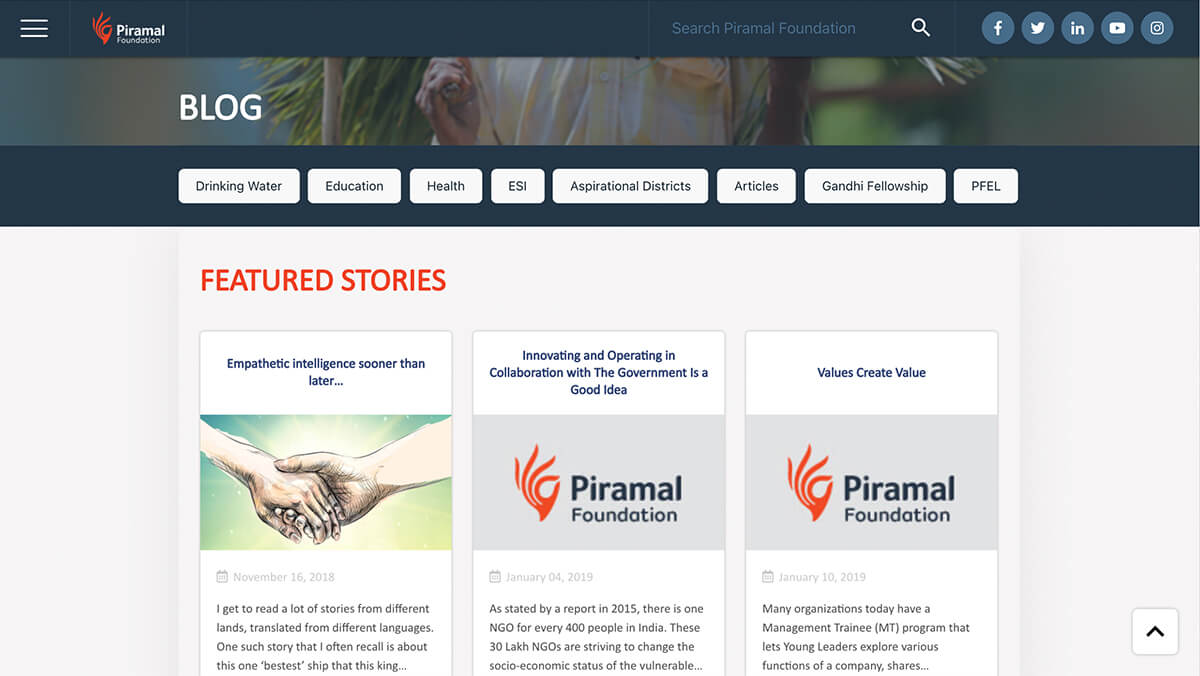 Piramal
Foundation
Search Piramal Foundation
BLOG
Drinking Water
Education
Health
ESI
Aspirational Districts
Articles
Gandhi Fellowship
PFEL
FEATURED STORIES
Empathetic intelligence sooner than
later...
Piramal
Foundation
November 16, 2018
I get to read a lot of stories from different
lands, translated from different languages.
One such story that I often recall is about
this one ‘bestest’ ship that this king...
Innovating and Operating in
Collaboration with The Government Is a
Good Idea
Piramal
Foundation
January 04, 2019
As stated by a report in 2015, there is one
NGO for every 400 people in India. These
30 Lakh NGOs are striving to change the
socio-economic status of the vulnerable...
Values Create Value
January 10, 2019
Many organizations today have a
Management Trainee (MT) program that
lets Young Leaders explore various
functions of a company, shares...